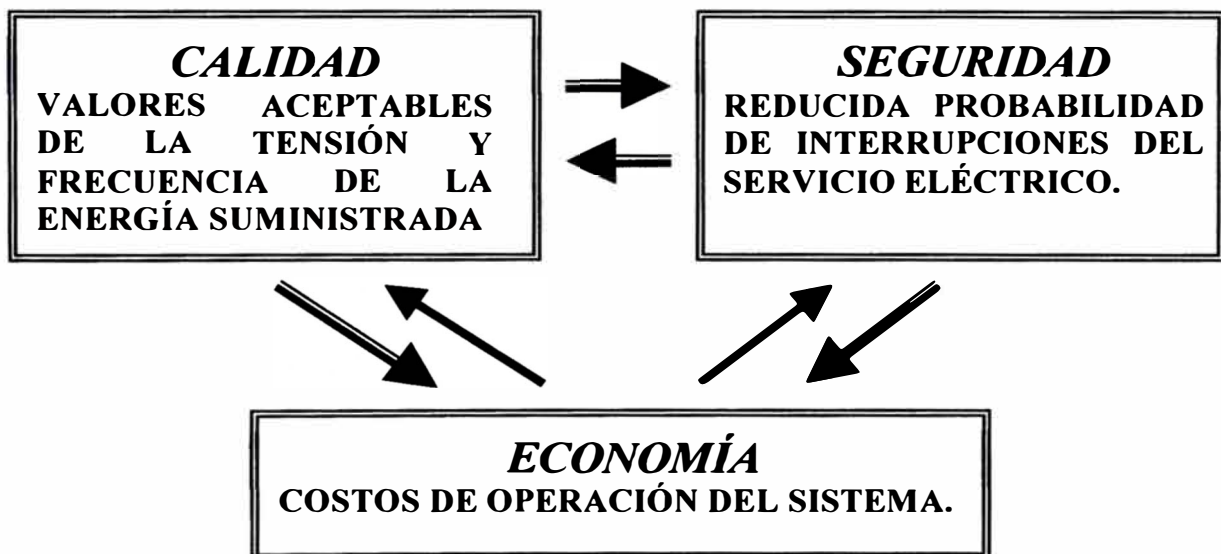 CALIDAD
VALORES ACEPTABLES
DE LA TENSIÓN Y
FRECUENCIA DE LA
ENERGÍA SUMINISTRADA
SEGURIDAD
REDUCIDA PROBABILIDAD
DE INTERRUPCIONES DEL
SERVICIO ELÉCTRICO.
ECONOMÍA
COSTOS DE OPERACIÓN DEL SISTEMA.